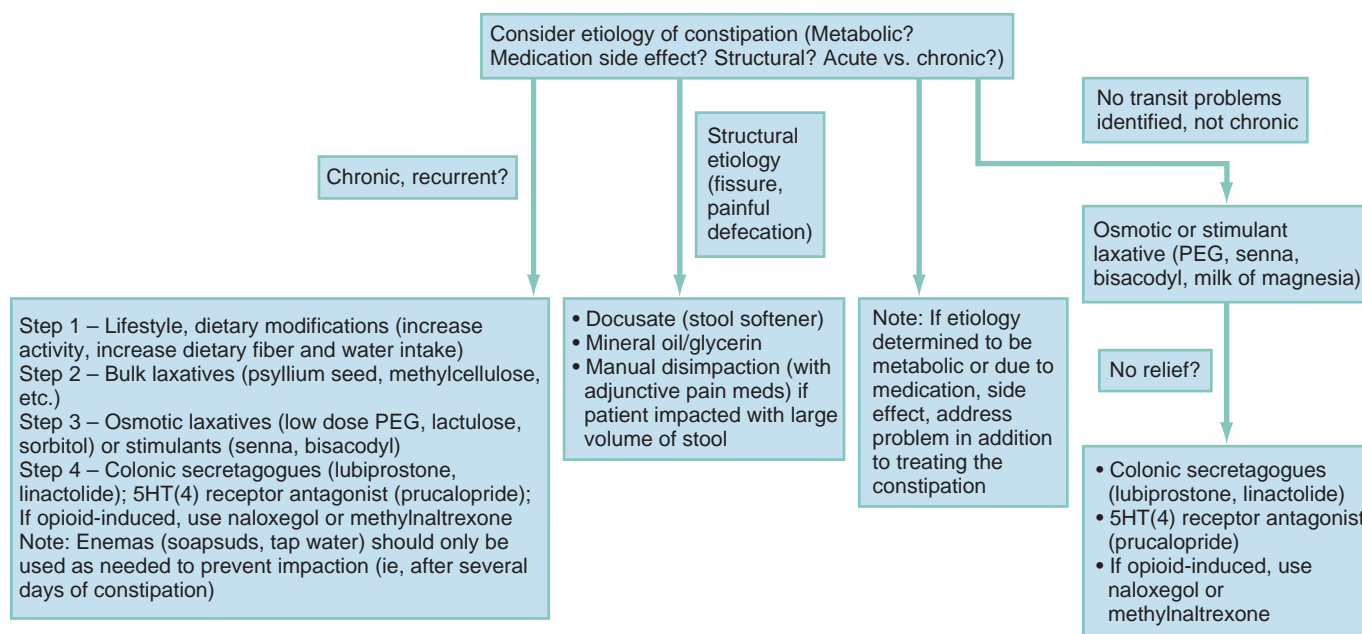 Consider etiology of constipation (Metabolic?
Medication side effect? Structural? Acute vs. chronic?)
Chronic, recurrent?
Step 1 – Lifestyle, dietary modifications (increase
activity, increase dietary fiber and water intake)
Step 2 – Bulk laxatives (psyllium seed, methylcellulose,
etc.)
Step 3 – Osmotic laxatives (low dose PEG, lactulose,
sorbitol) or stimulants (senna, bisacodyl)
Step 4 – Colonic secretagogues (lubiprostone,
linactolide); 5HT(4) receptor antagonist (prucalopride);
If opioid-induced, use naloxegol or methylnaltrexone
Note: Enemas (soapsuds, tap water) should only be
used as needed to prevent impaction (ie, after several
days of constipation)
Structural
etiology
(fissure,
painful
defecation)
• Docusate (stool softener)
• Mineral oil/glycerin
• Manual disimpaction (with
adjunctive pain meds) if
patient impacted with large
volume of stool
Note: If etiology
determined to be
metabolic or due to
medication, side
effect, address
problem in addition
to treating the
constipation
No transit problems
identified, not chronic
Osmotic or stimulant
laxative (PEG, senna,
bisacodyl, milk of magnesia)
No relief?
• Colonic secretagogues
(lubiprostone, linactolide)
• 5HT(4) receptor antagonist
(prucalopride)
• If opioid-induced, use
naloxegol or
methylnaltrexone